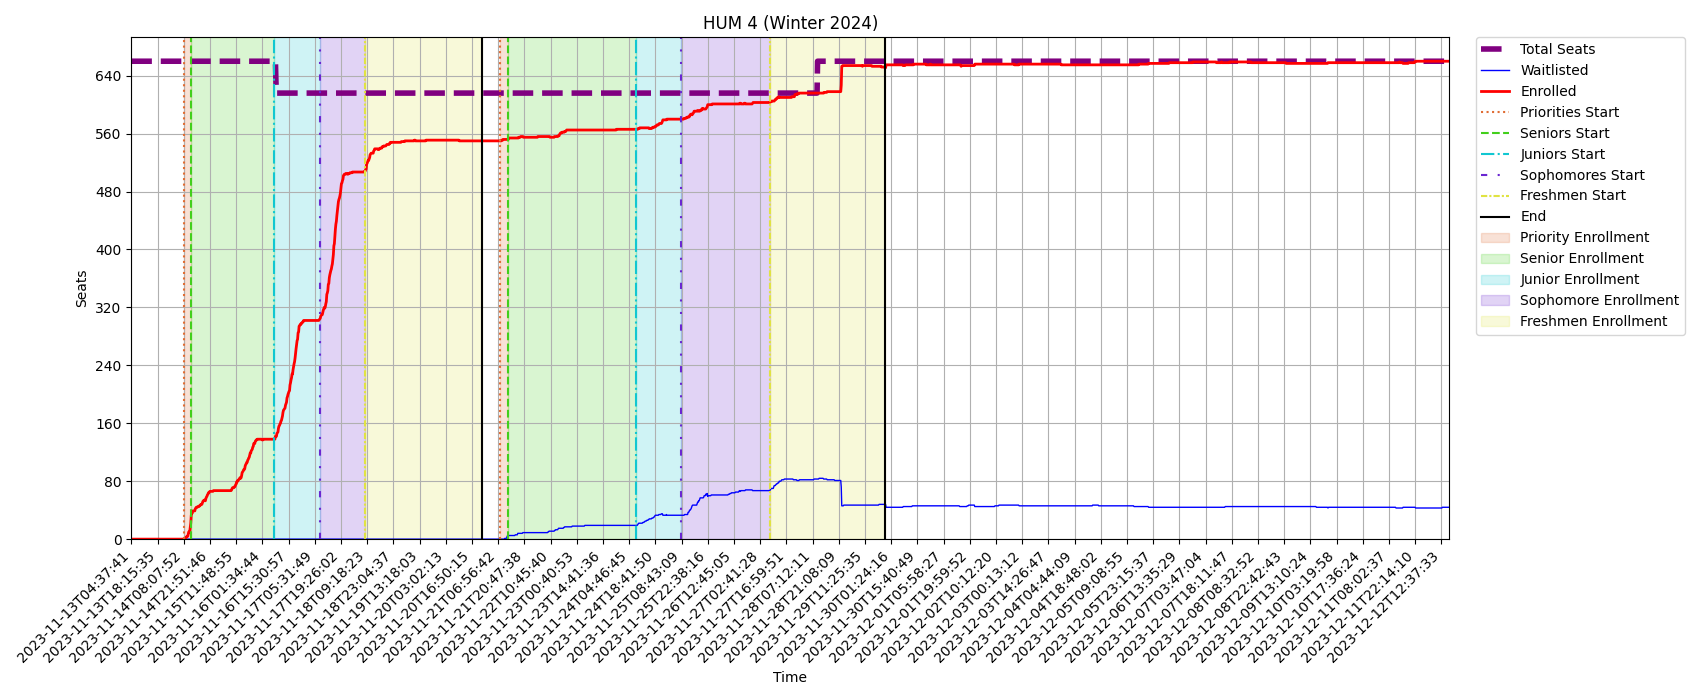 HUM 4 (Winter 2024)
Seats
640
560
480
400
320
240
160
80
0
2023-11-13T04:37:41
2023-11-13T18:15:35
2023-11-14T08:07:52
2023-11-14T21:51:46
2023-11-15T11:48:55
2023-11-16T01:34:44
2023-11-16T15:30:57
2023-11-17T05:31:49
2023-11-17T19:26:02
2023-11-18T09:18:23
2023-11-18T23:04:37
2023-11-19T13:18:03
2023-11-20T03:02:13
2023-11-20T16:50:15
2023-11-21T06:56:42
2023-11-21T20:47:38
2023-11-22T10:45:40
2023-11-23T00:40:53
2023-11-23T14:41:36
2023-11-24T04:46:45
2023-11-24T18:41:50
2023-11-25T08:43:09
2023-11-25T22:38:16
2023-11-26T12:45:05
2023-11-27T02:41:28
2023-11-27T16:59:51
2023-11-28T07:12:11
2023-11-28T21:08:09
2023-11-29T11:25:35
2023-11-30T01:24:16
2023-11-30T15:40:49
2023-12-01T05:58:27
2023-12-01T19:59:52
2023-12-02T10:12:20
2023-12-03T00:13:12
2023-12-03T14:26:47
2023-12-04T04:44:09
2023-12-04T18:48:02
2023-12-05T09:08:55
2023-12-05T23:15:37
2023-12-06T13:35:29
2023-12-07T03:47:04
2023-12-07T18:11:47
2023-12-08T08:32:52
2023-12-08T22:42:43
2023-12-09T13:10:24
2023-12-10T03:19:58
2023-12-10T17:36:24
2023-12-11T08:02:37
2023-12-11T22:14:10
2023-12-12T12:37:33
Time
Total Seats
Waitlisted
Enrolled
Priorities Start
Seniors Start
Juniors Start
Sophomores Start
Freshmen Start
End
Priority Enrollment
Senior Enrollment
Junior Enrollment
Sophomore Enrollment
Freshmen Enrollment